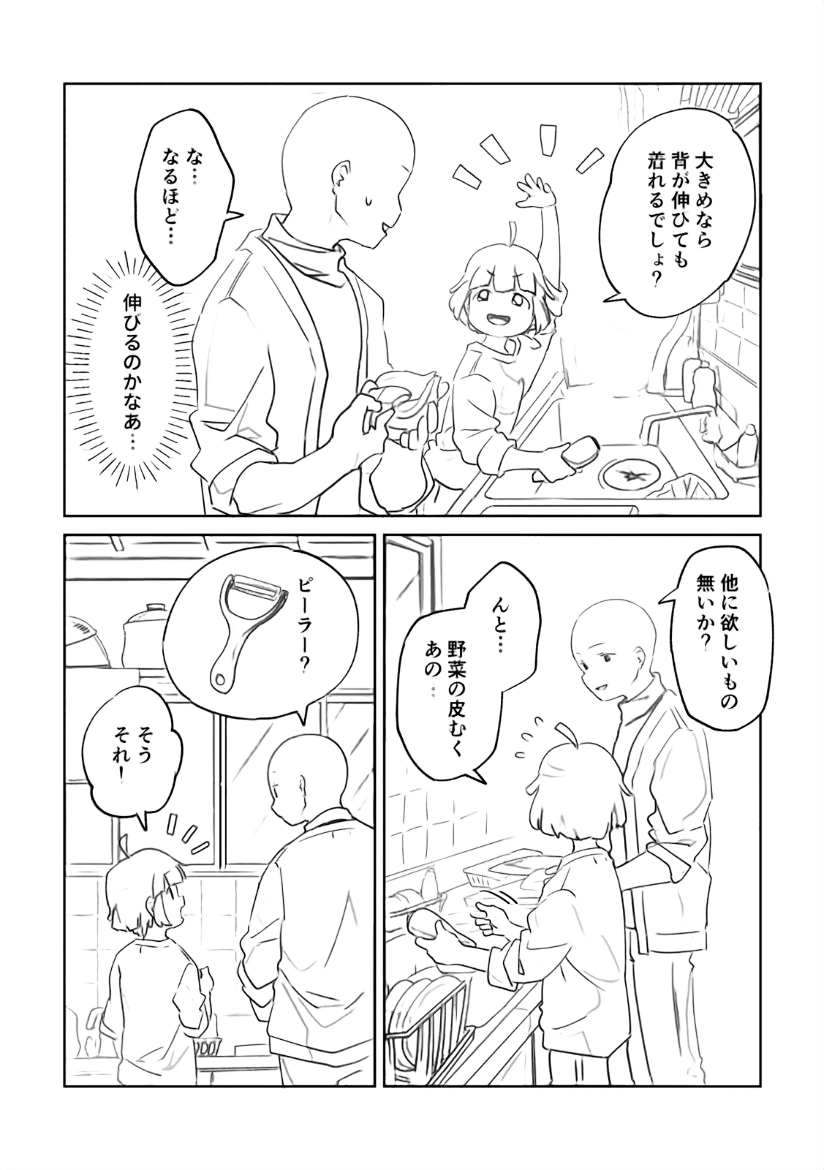 大きめなら
背が伸びても
着れるでしょ?
な…
なるほど…
伸びるのかなあ…
他に欲しいもの
無いか?
んと…
野菜の皮むく
あの‥
ピーラー?
そう
それ!